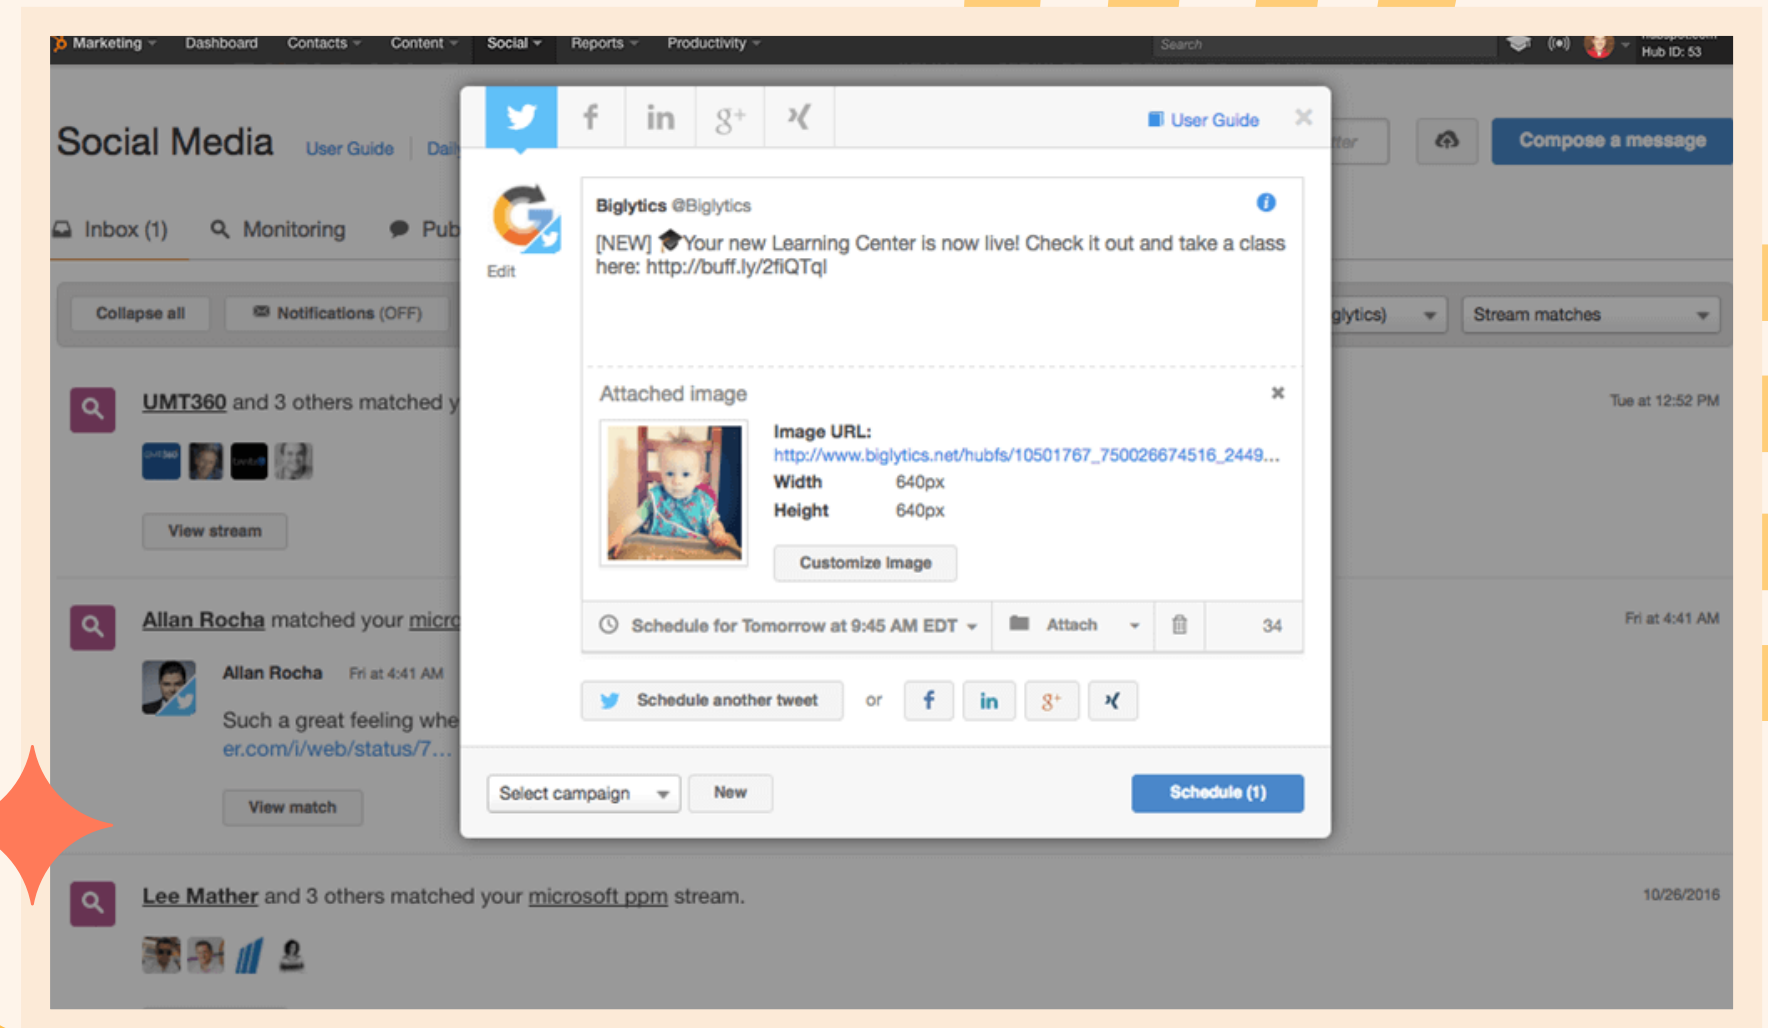 Marketing Dashboard Contacts Content Social Reports Productivity Search
Hub ID: 53
Social Media User Guide Daily
f in g+ User Guide ×
Compose a message
Inbox (1) Monitoring Pub
Edit
Biglytics @Biglytics
[NEW] 🎓Your new Learning Center is now live! Check it out and take a class
here: http://buff.ly/2fiQTql
Collapse all Notifications (OFF)
glytics) Stream matches
UMT360 and 3 others matched y
Tue at 12:52 PM
View stream
Attached image ×
Image URL:
http://www.biglytics.net/hubfs/10501767_750026674516_2449...
Width 640px
Height 640px
Customize Image
Schedule for Tomorrow at 9:45 AM EDT Attach 34
Schedule another tweet or f in g+
Select campaign New Schedule (1)
Allan Rocha matched your micro
Fri at 4:41 AM
Allan Rocha Fri at 4:41 AM
Such a great feeling whe
er.com/i/web/status/7...
View match
Lee Mather and 3 others matched your microsoft ppm stream.
10/26/2016